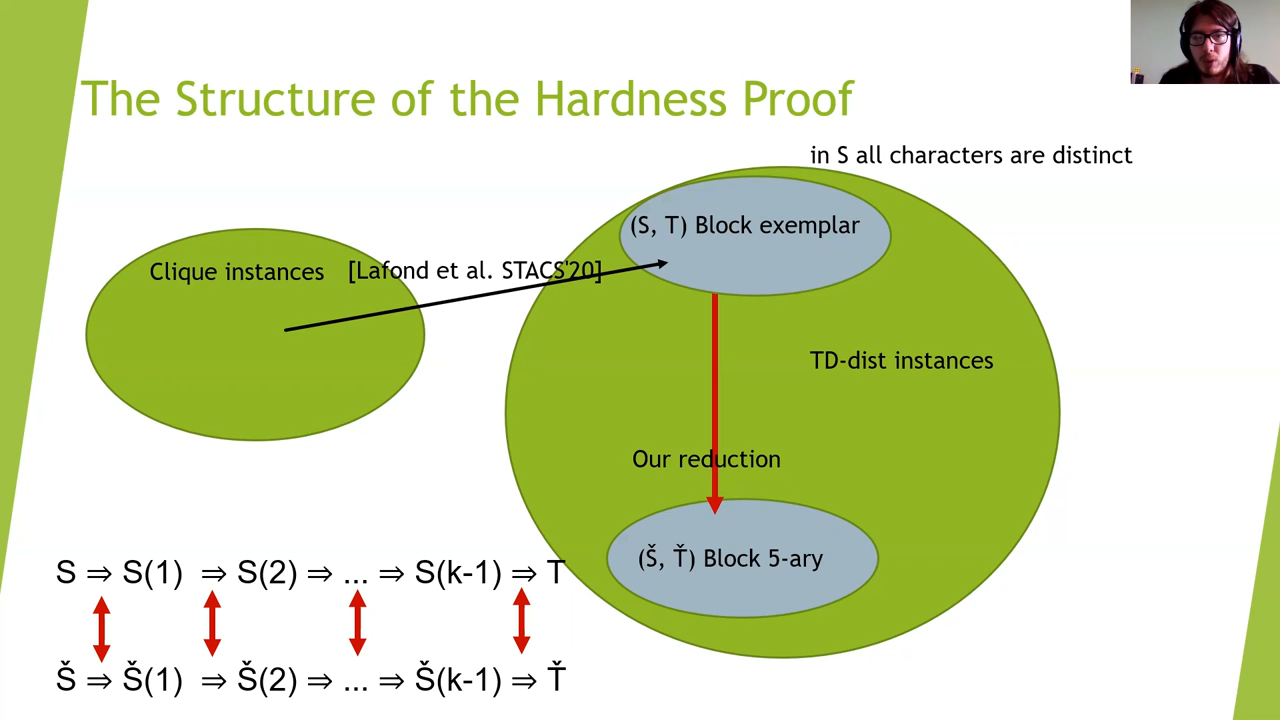 The Structure of the Hardness Proof
in S all characters are distinct
(S, T) Block exemplar
Clique instances
[Lafond et al. STACS'20]
TD-dist instances
Our reduction
(Š, Ť) Block 5-ary
S ⇒ S(1) ⇒ S(2) ⇒ ... ⇒ S(k-1) ⇒ T
Š ⇒ Š(1) ⇒ Š(2) ⇒ ... ⇒ Š(k-1) ⇒ Ť